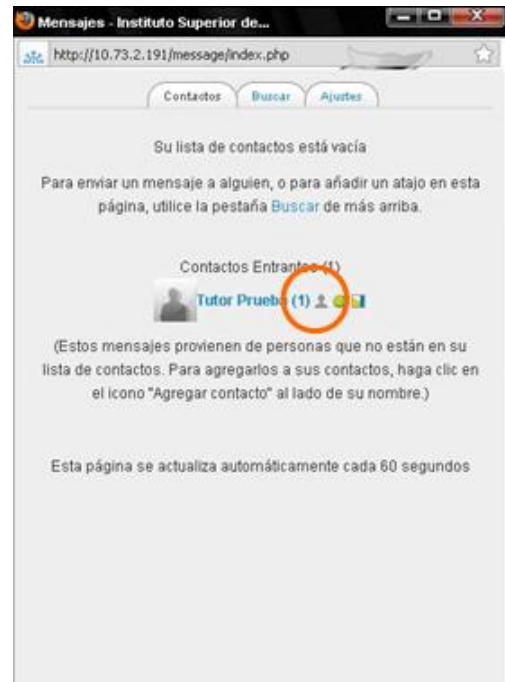 Mensajes - Instituto Superior de...
http://10.73.2.191/message/index.php
Contactos Buscar Ajustes
Su lista de contactos está vacía
Para enviar un mensaje a alguien, o para añadir un atajo en esta
página, utilice la pestaña Buscar de más arriba.
Contactos Entrantes (1)
Tutor Prueba (1)
(Estos mensajes provienen de personas que no están en su
lista de contactos. Para agregarlos a sus contactos, haga clic en
el icono "Agregar contacto" al lado de su nombre.)
Esta página se actualiza automáticamente cada 60 segundos